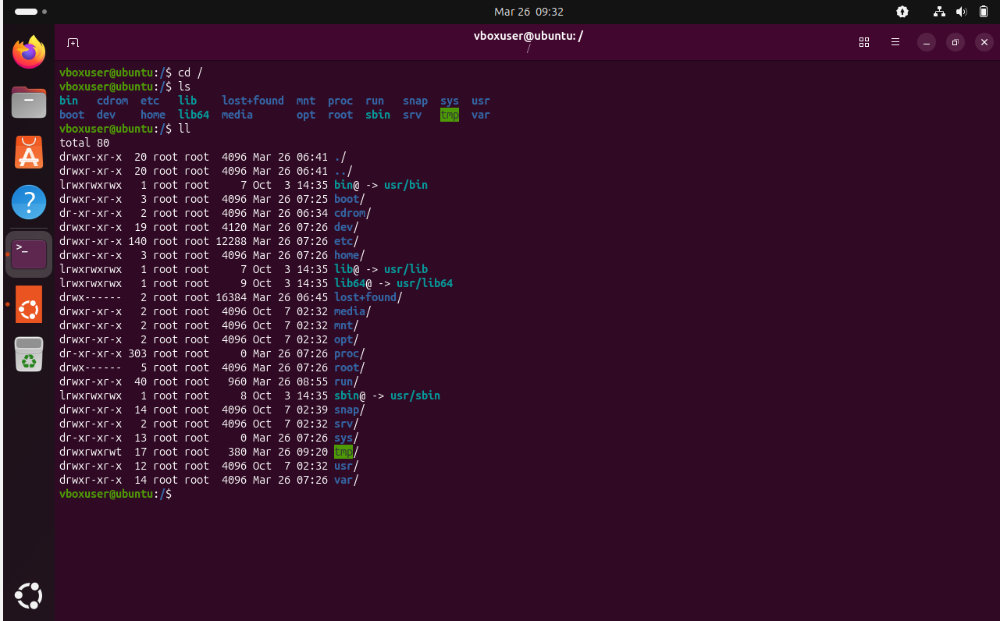 Mar 26 09:32
vboxuser@ubuntu: /
/
vboxuser@ubuntu:/$ cd /
vboxuser@ubuntu:/$ ls
bin   cdrom  etc   lib    lost+found  mnt  proc  run   snap  sys  usr
boot  dev    home  lib64  media       opt  root  sbin  srv   tmp  var
vboxuser@ubuntu:/$ ll
total 80
drwxr-xr-x  20 root root  4096 Mar 26 06:41 ./
drwxr-xr-x  20 root root  4096 Mar 26 06:41 ../
lrwxrwxrwx   1 root root     7 Oct  3 14:35 bin@ -> usr/bin
drwxr-xr-x   3 root root  4096 Mar 26 07:25 boot/
dr-xr-xr-x   2 root root  4096 Mar 26 06:34 cdrom/
drwxr-xr-x  19 root root  4120 Mar 26 07:26 dev/
drwxr-xr-x 140 root root 12288 Mar 26 07:26 etc/
drwxr-xr-x   3 root root  4096 Mar 26 07:26 home/
lrwxrwxrwx   1 root root     7 Oct  3 14:35 lib@ -> usr/lib
lrwxrwxrwx   1 root root     9 Oct  3 14:35 lib64@ -> usr/lib64
drwx------   2 root root 16384 Mar 26 06:45 lost+found/
drwxr-xr-x   2 root root  4096 Oct  7 02:32 media/
drwxr-xr-x   2 root root  4096 Oct  7 02:32 mnt/
drwxr-xr-x   2 root root  4096 Oct  7 02:32 opt/
dr-xr-xr-x 303 root root     0 Mar 26 07:26 proc/
drwx------   5 root root  4096 Mar 26 07:26 root/
drwxr-xr-x  40 root root   960 Mar 26 08:55 run/
lrwxrwxrwx   1 root root     8 Oct  3 14:35 sbin@ -> usr/sbin
drwxr-xr-x  14 root root  4096 Oct  7 02:39 snap/
drwxr-xr-x   2 root root  4096 Oct  7 02:32 srv/
dr-xr-xr-x  13 root root     0 Mar 26 07:26 sys/
drwxrwxrwt  17 root root   380 Mar 26 09:20 tmp/
drwxr-xr-x  12 root root  4096 Oct  7 02:32 usr/
drwxr-xr-x  14 root root  4096 Mar 26 07:26 var/
vboxuser@ubuntu:/$